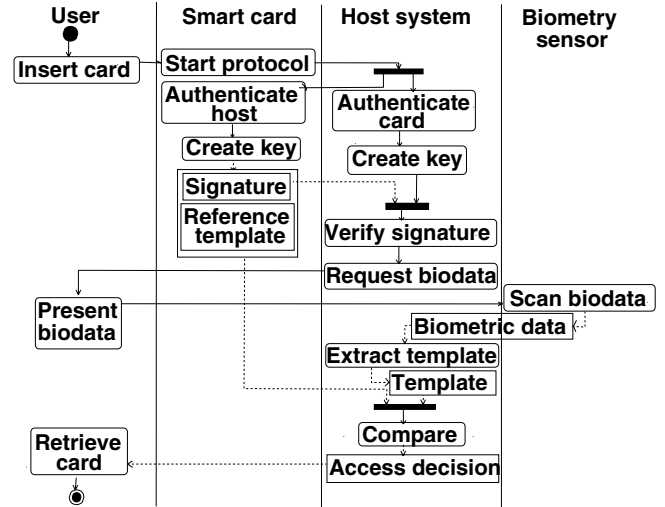 User
Smart card
Host system
Biometry
sensor
Insert card
Start protocol
Authenticate
host
Authenticate
card
Create key
Create key
Signature
Reference
template
Verify signature
Request biodata
Present
biodata
Scan biodata
Biometric data
Extract template
Template
Compare
Retrieve
card
Access decision